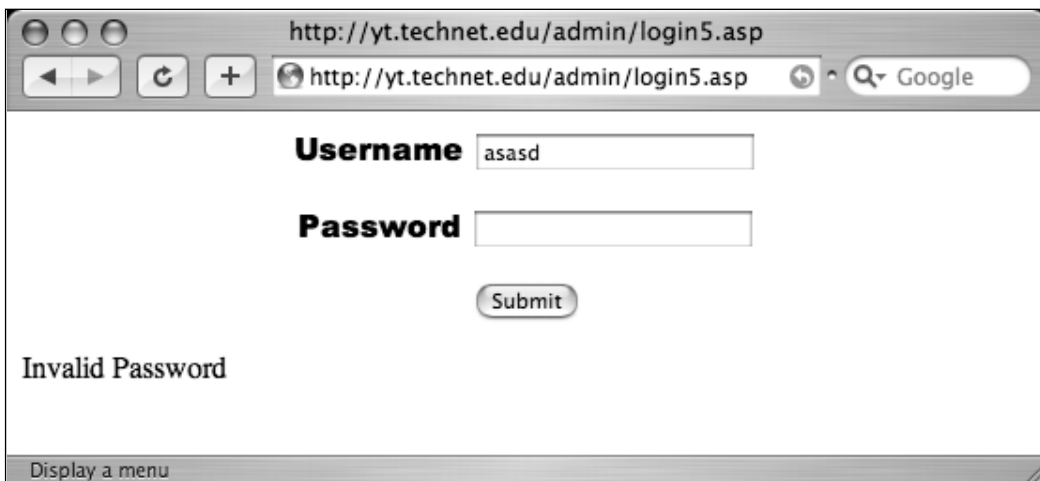 http://yt.technet.edu/admin/login5.asp
http://yt.technet.edu/admin/login5.asp Google
Username asasd
Password
Submit
Invalid Password
Display a menu